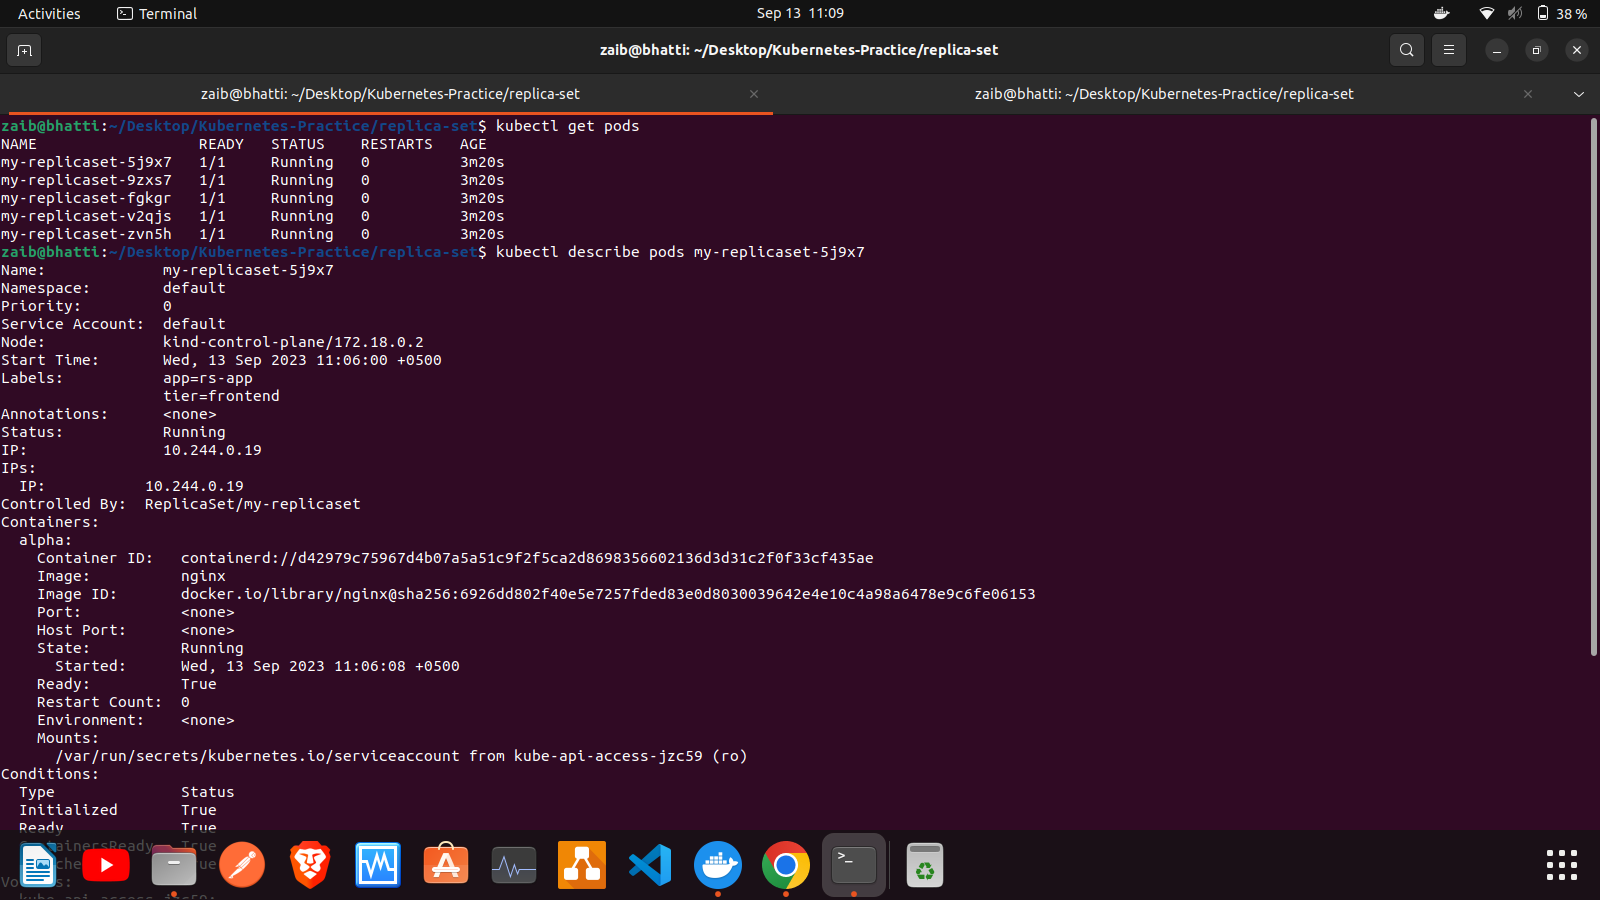 Activities Terminal Sep 13 11:09 38 %
zaib@bhatti: ~/Desktop/Kubernetes-Practice/replica-set
zaib@bhatti: ~/Desktop/Kubernetes-Practice/replica-set × zaib@bhatti: ~/Desktop/Kubernetes-Practice/replica-set ×
zaib@bhatti:~/Desktop/Kubernetes-Practice/replica-set$ kubectl get pods
NAME READY STATUS RESTARTS AGE
my-replicaset-5j9x7 1/1 Running 0 3m20s
my-replicaset-9zxs7 1/1 Running 0 3m20s
my-replicaset-fgkgr 1/1 Running 0 3m20s
my-replicaset-v2qjs 1/1 Running 0 3m20s
my-replicaset-zvn5h 1/1 Running 0 3m20s
zaib@bhatti:~/Desktop/Kubernetes-Practice/replica-set$ kubectl describe pods my-replicaset-5j9x7
Name: my-replicaset-5j9x7
Namespace: default
Priority: 0
Service Account: default
Node: kind-control-plane/172.18.0.2
Start Time: Wed, 13 Sep 2023 11:06:00 +0500
Labels: app=rs-app
tier=frontend
Annotations: <none>
Status: Running
IP: 10.244.0.19
IPs:
IP: 10.244.0.19
Controlled By: ReplicaSet/my-replicaset
Containers:
alpha:
Container ID: containerd://d42979c75967d4b07a5a51c9f2f5ca2d8698356602136d3d31c2f0f33cf435ae
Image: nginx
Image ID: docker.io/library/nginx@sha256:6926dd802f40e5e7257fded83e0d8030039642e4e10c4a98a6478e9c6fe06153
Port: <none>
Host Port: <none>
State: Running
Started: Wed, 13 Sep 2023 11:06:08 +0500
Ready: True
Restart Count: 0
Environment: <none>
Mounts:
/var/run/secrets/kubernetes.io/serviceaccount from kube-api-access-jzc59 (ro)
Conditions:
Type Status
Initialized True
Ready True
True